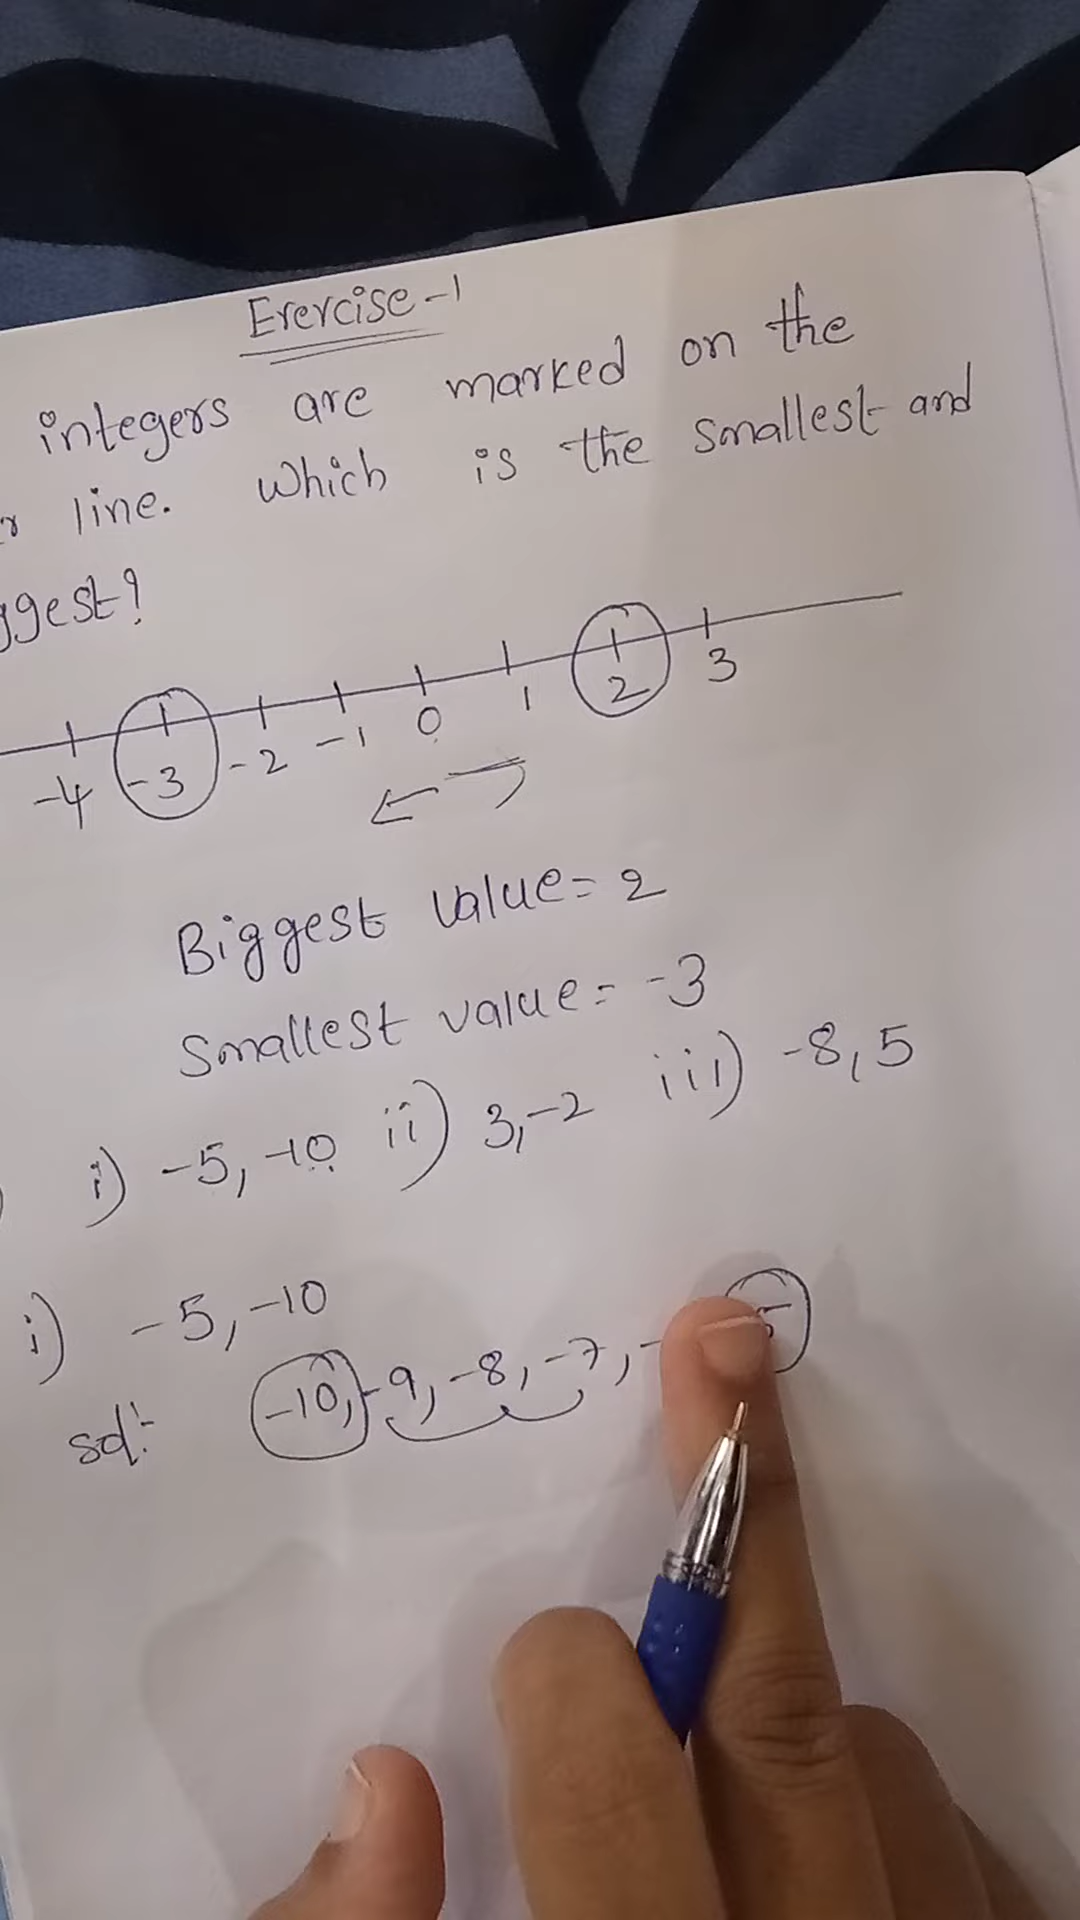 Exercise-1
integers are marked on the
line. Which is the smallest and
ggest?
-4 -3 -2 -1 0 1 2 3
Biggest value = 2
Smallest value = -3
i) -5, -10 ii) 3, -2 iii) -8, 5
i) -5, -10
sol:- -10, -9, -8, -7,